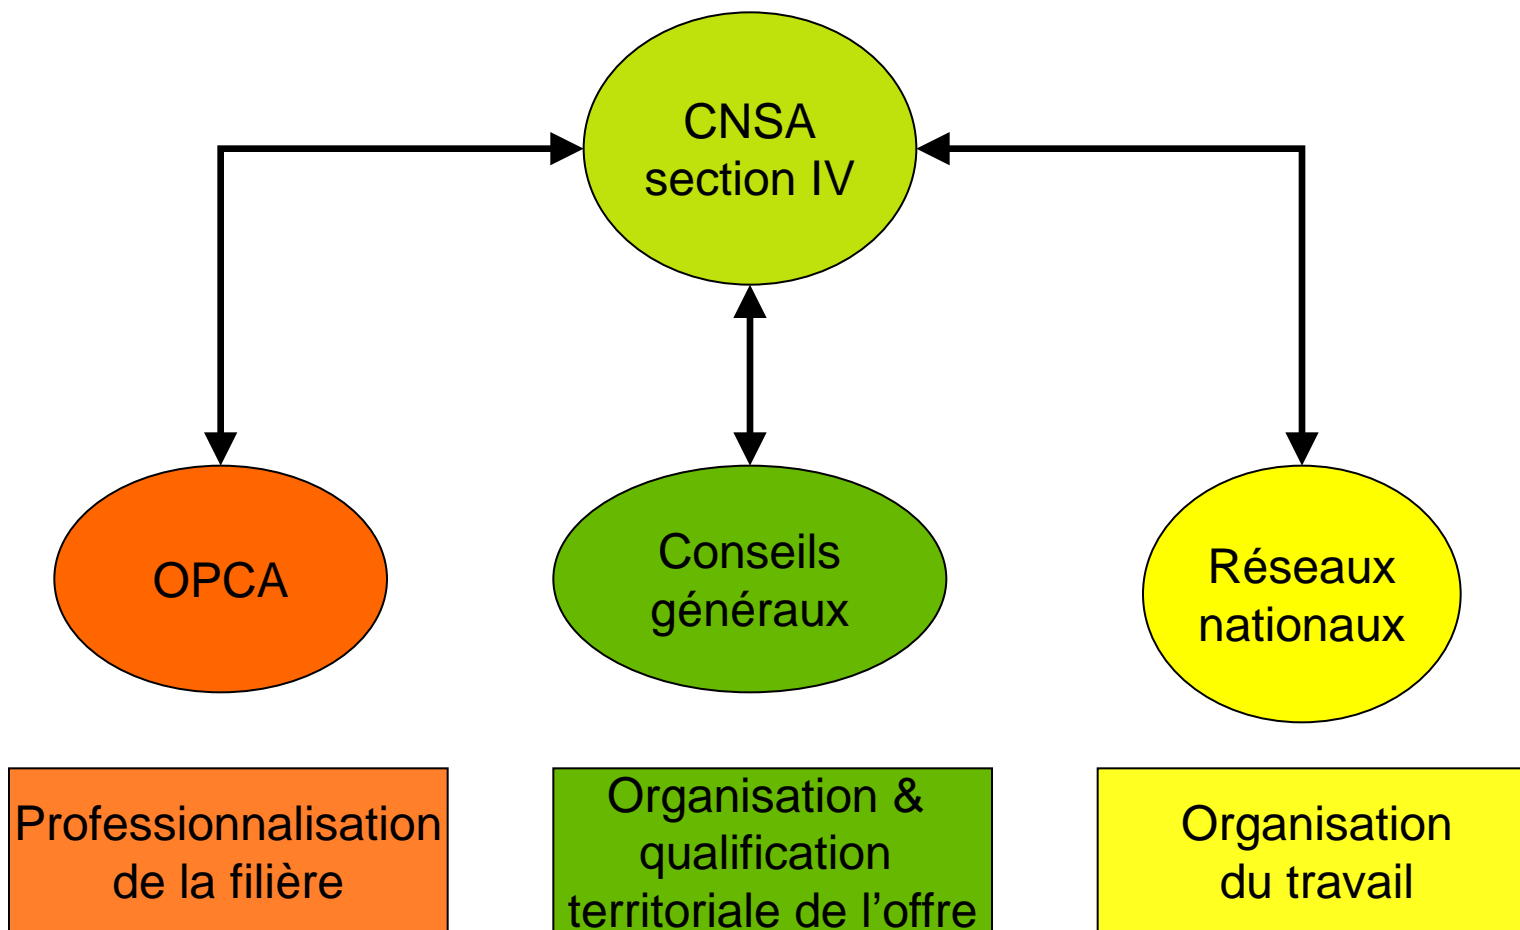 CNSA
section IV
OPCA
Conseils
généraux
Réseaux
nationaux
Professionnalisation
de la filière
Organisation &
qualification
territoriale de l’offre
Organisation
du travail